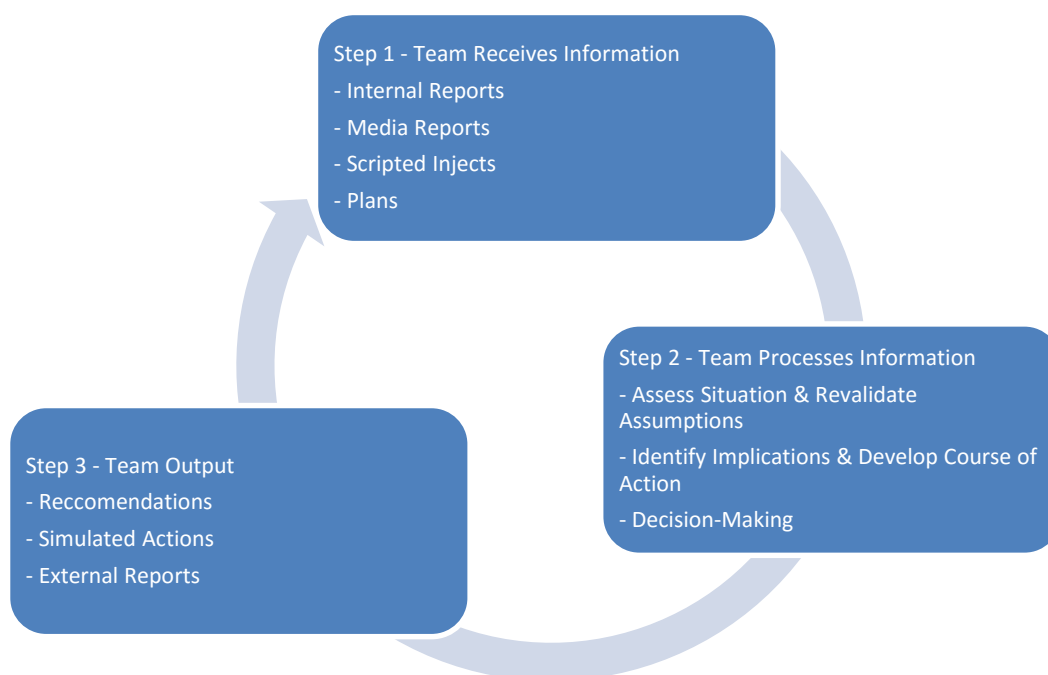 Step 1 - Team Receives Information
- Internal Reports
- Media Reports
- Scripted Injects
- Plans
Step 2 - Team Processes Information
- Assess Situation & Revalidate
Assumptions
- Identify Implications & Develop Course of
Action
- Decision-Making
Step 3 - Team Output
- Reccomendations
- Simulated Actions
- External Reports